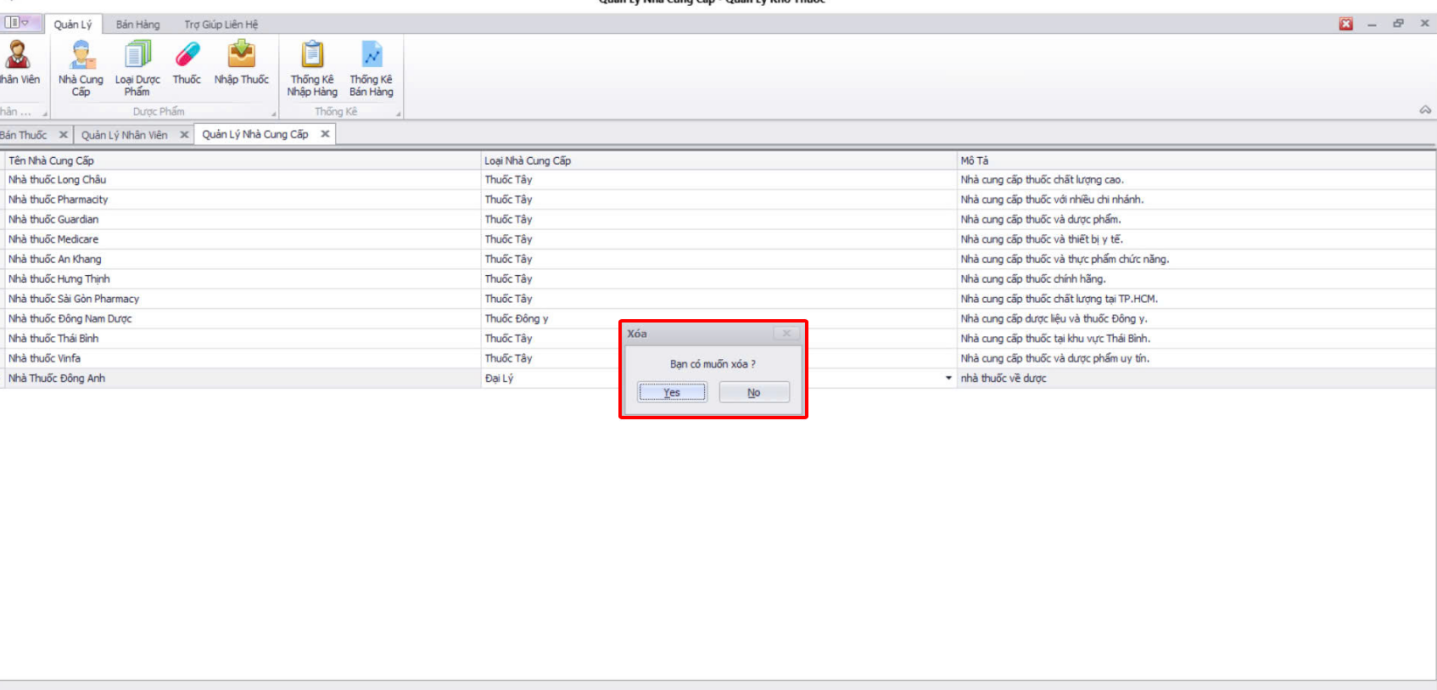 Quản Lý Nhà Cung Cấp - Quản Lý Kho Thuốc
Quản Lý Bán Hàng Trợ Giúp Liên Hệ
Nhà Cung Cấp
Loại Dược Phẩm
Thuốc
Nhập Thuốc
Thống Kê Nhập Hàng
Thống Kê Bán Hàng
Dược Phẩm
Thống Kê
Bán Thuốc Quản Lý Nhân Viên Quản Lý Nhà Cung Cấp
Tên Nhà Cung Cấp Loại Nhà Cung Cấp Mô Tả
Nhà thuốc Long Châu Thuốc Tây Nhà cung cấp thuốc chất lượng cao.
Nhà thuốc Pharmacity Thuốc Tây Nhà cung cấp thuốc với nhiều chi nhánh.
Nhà thuốc Guardian Thuốc Tây Nhà cung cấp thuốc và dược phẩm.
Nhà thuốc Medicare Thuốc Tây Nhà cung cấp thuốc và thiết bị y tế.
Nhà thuốc An Khang Thuốc Tây Nhà cung cấp thuốc và thực phẩm chức năng.
Nhà thuốc Hưng Thịnh Thuốc Tây Nhà cung cấp thuốc chính hãng.
Nhà thuốc Sài Gòn Pharmacy Thuốc Tây Nhà cung cấp thuốc chất lượng tại TP.HCM.
Nhà thuốc Đông Nam Dược Thuốc Đông y Nhà cung cấp dược liệu và thuốc Đông y.
Nhà thuốc Thái Bình Thuốc Tây Nhà cung cấp thuốc tại khu vực Thái Bình.
Nhà thuốc Vinfa Thuốc Tây Nhà cung cấp thuốc và dược phẩm uy tín.
Nhà Thuốc Đông Anh Đại Lý nhà thuốc về dược
Xóa
Bạn có muốn xóa ?
Yes No